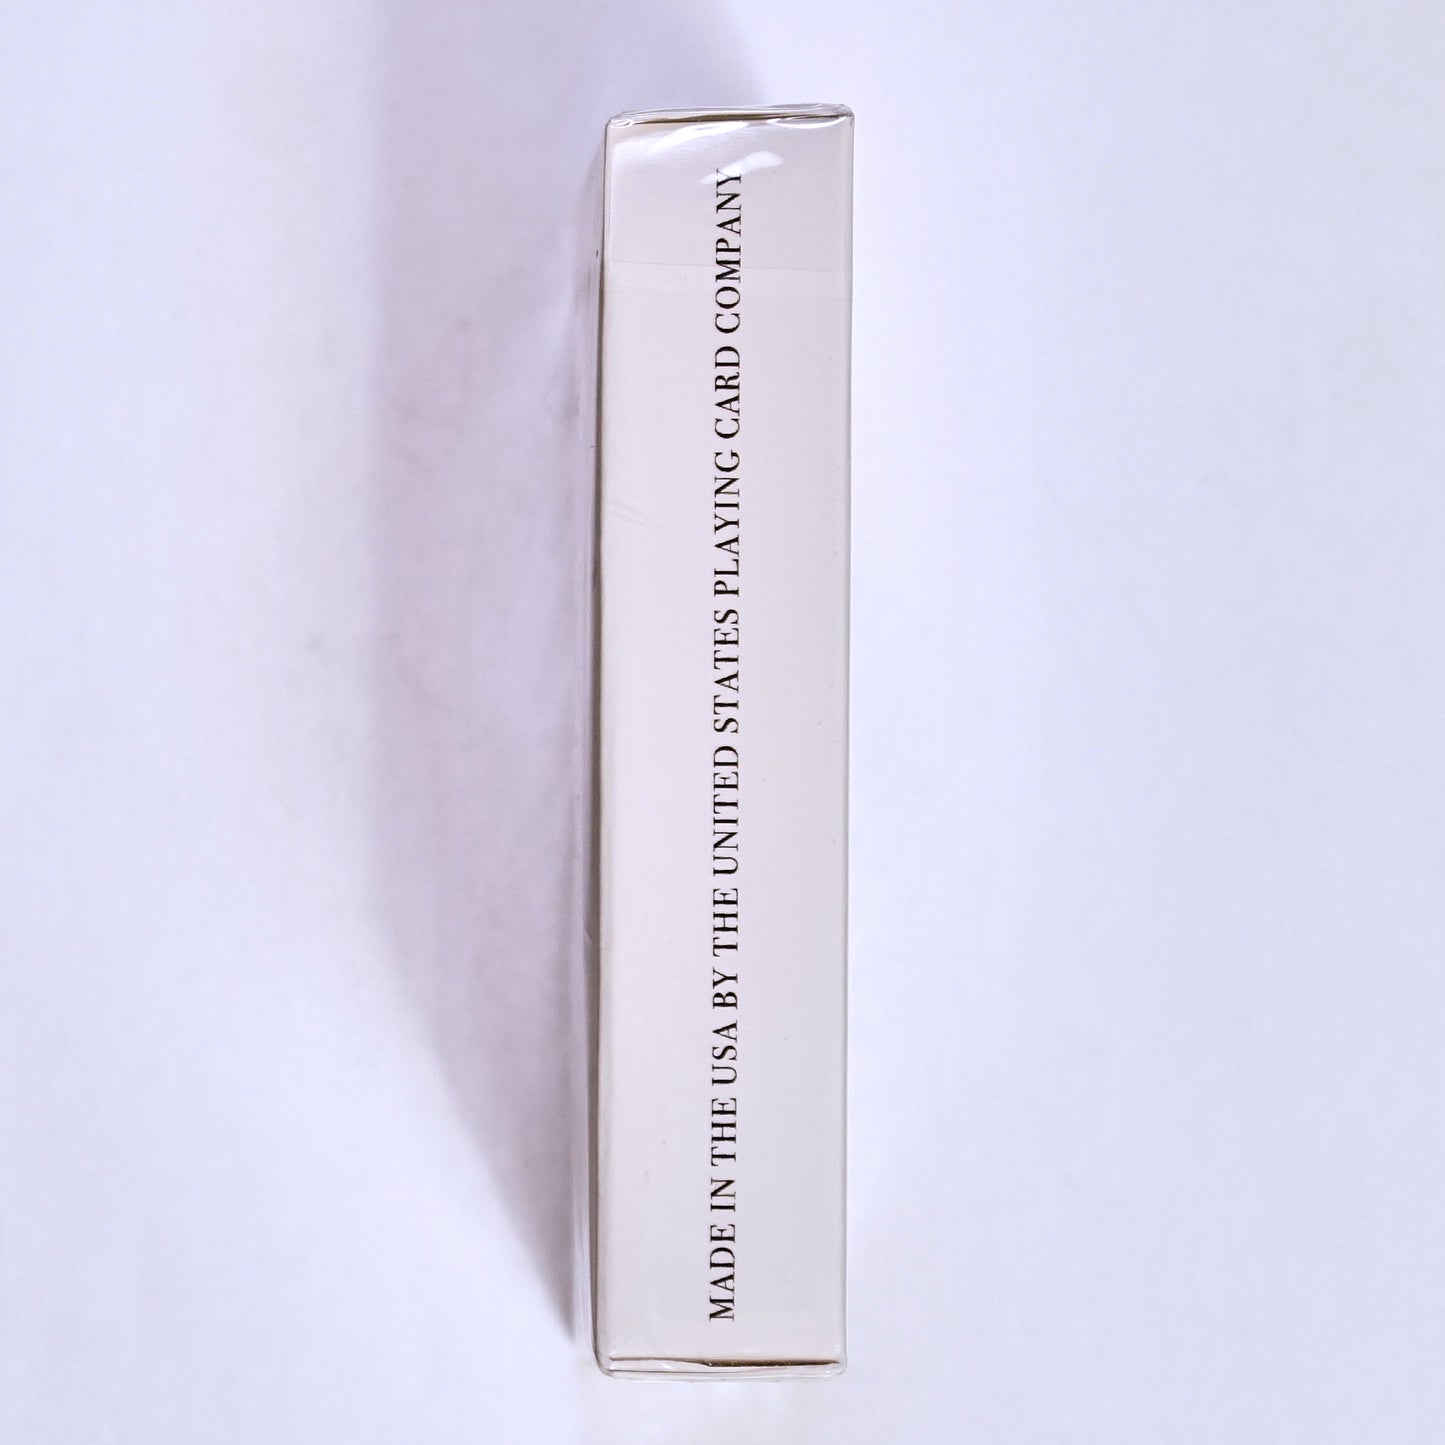 MADE IN THE USA BY THE UNITED STATES PLAYING CARD COMPANY